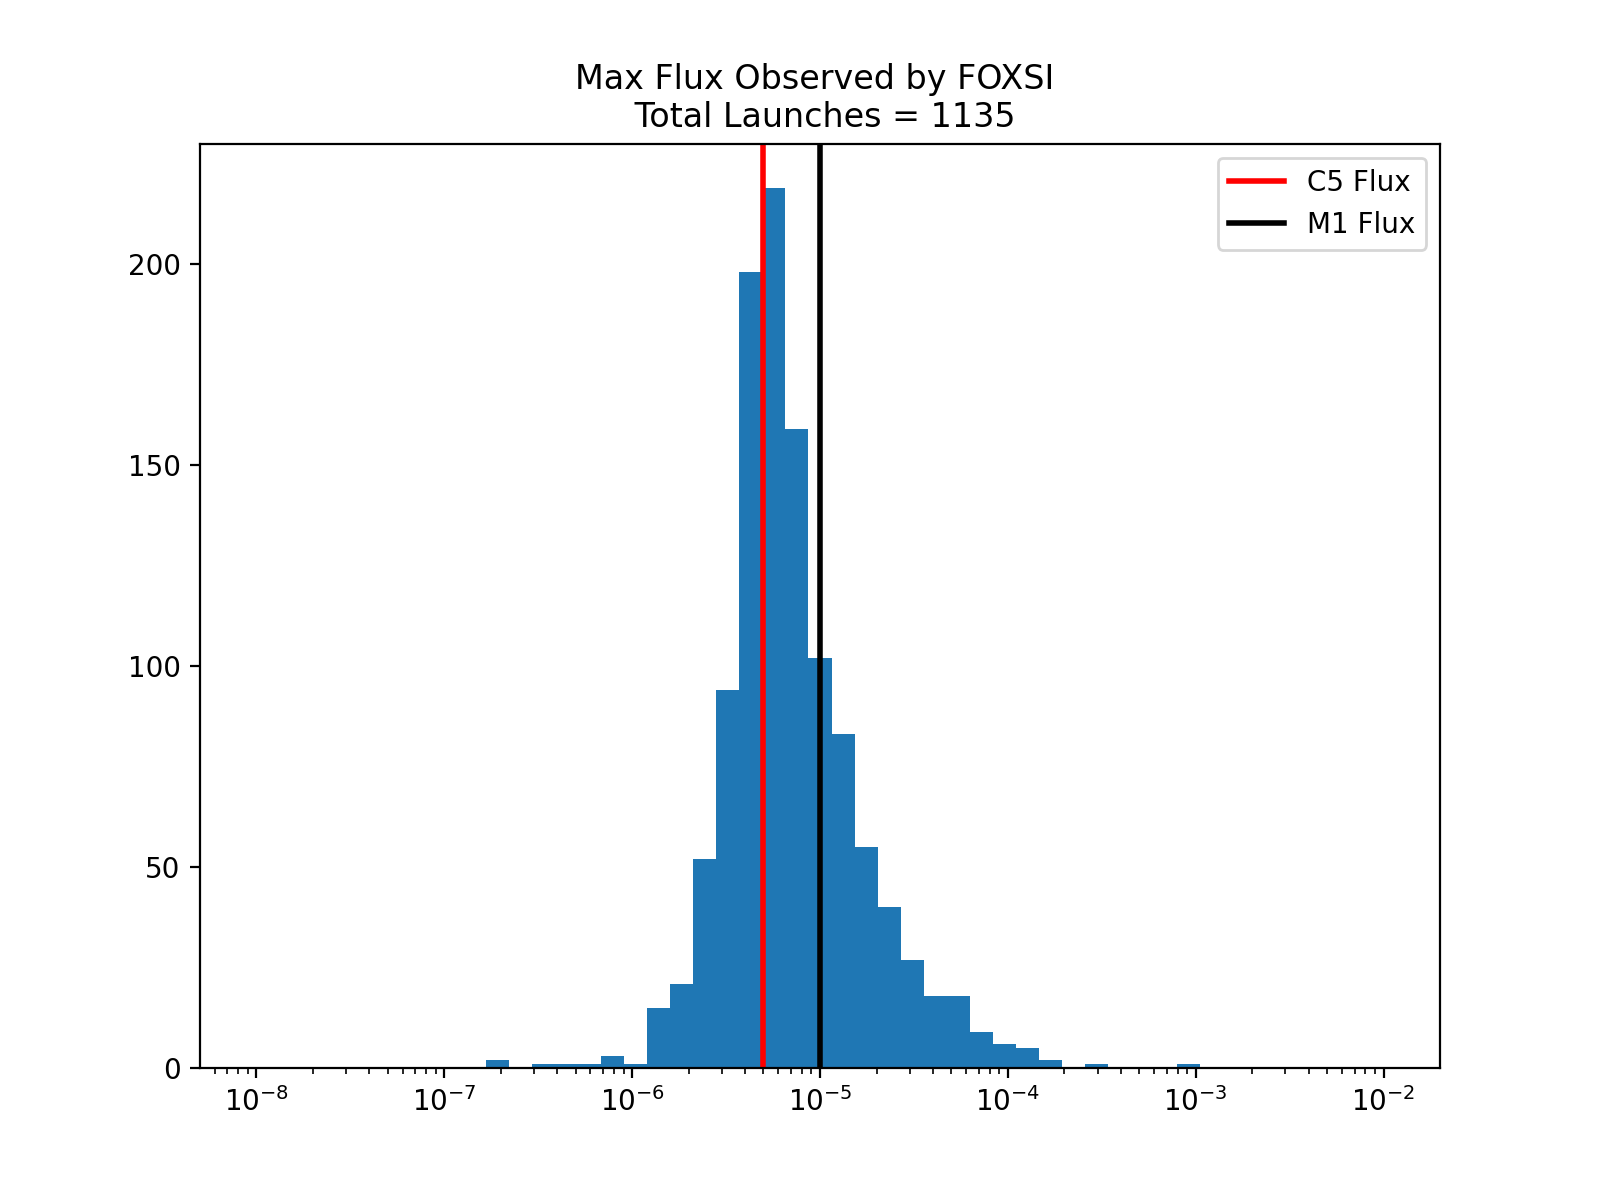 Max Flux Observed by FOXSI
Total Launches = 1135
C5 Flux
M1 Flux
200
150
100
50
0
10⁻⁸ 10⁻⁷ 10⁻⁶ 10⁻⁵ 10⁻⁴ 10⁻³ 10⁻²